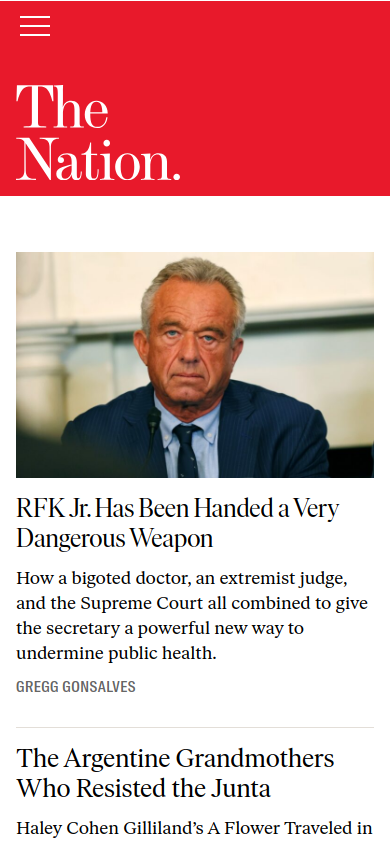 The
Nation.
RFK Jr. Has Been Handed a Very
Dangerous Weapon
How a bigoted doctor, an extremist judge,
and the Supreme Court all combined to give
the secretary a powerful new way to
undermine public health.
GREGG GONSALVES
The Argentine Grandmothers
Who Resisted the Junta
Haley Cohen Gilliland’s A Flower Traveled in